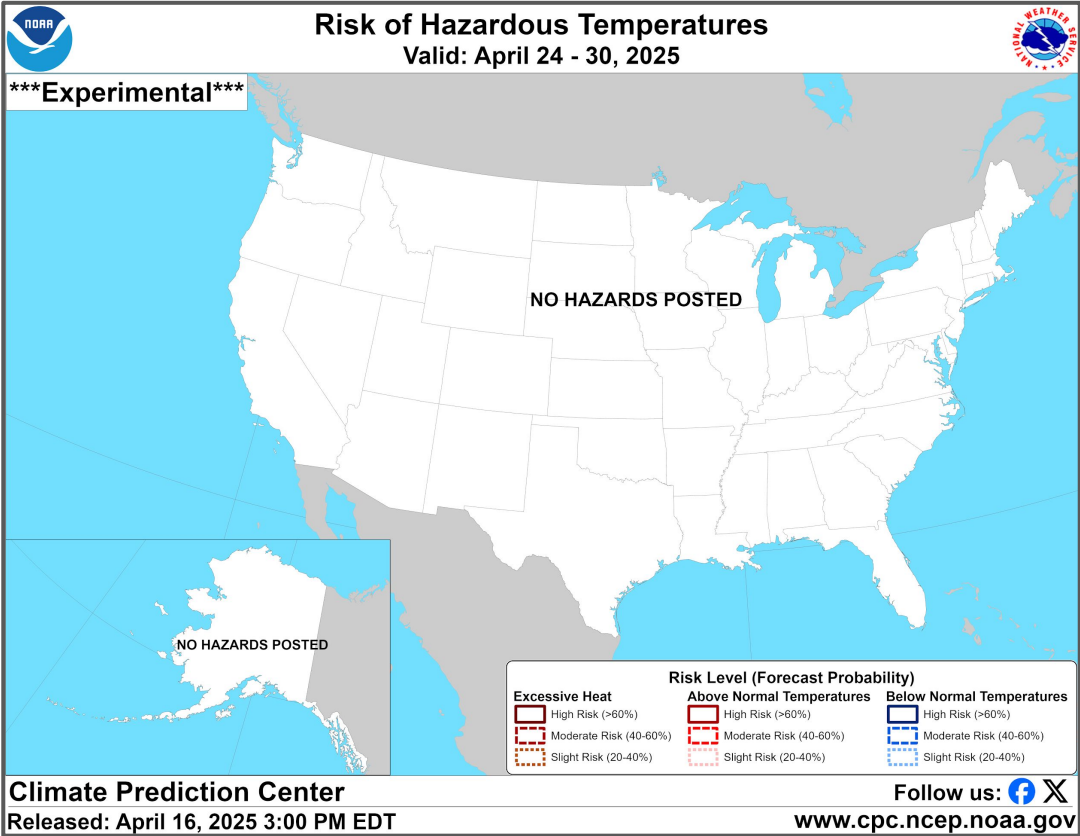 NOAA
Risk of Hazardous Temperatures
Valid: April 24 - 30, 2025
NATIONAL WEATHER SERVICE
***Experimental***
NO HAZARDS POSTED
NO HAZARDS POSTED
Risk Level (Forecast Probability)
Excessive Heat
High Risk (>60%)
Moderate Risk (40-60%)
Slight Risk (20-40%)
Above Normal Temperatures
High Risk (>60%)
Moderate Risk (40-60%)
Slight Risk (20-40%)
Below Normal Temperatures
High Risk (>60%)
Moderate Risk (40-60%)
Slight Risk (20-40%)
Climate Prediction Center
Follow us:
Released: April 16, 2025 3:00 PM EDT
www.cpc.ncep.noaa.gov